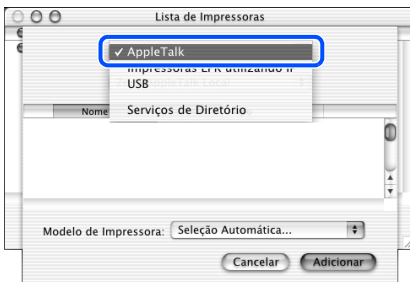 Lista de Impressoras
✓ AppleTalk
Impressoras LPR utilizando IP
USB
Serviços de Diretório
Nome
Modelo de Impressora: Seleção Automática...
Cancelar Adicionar